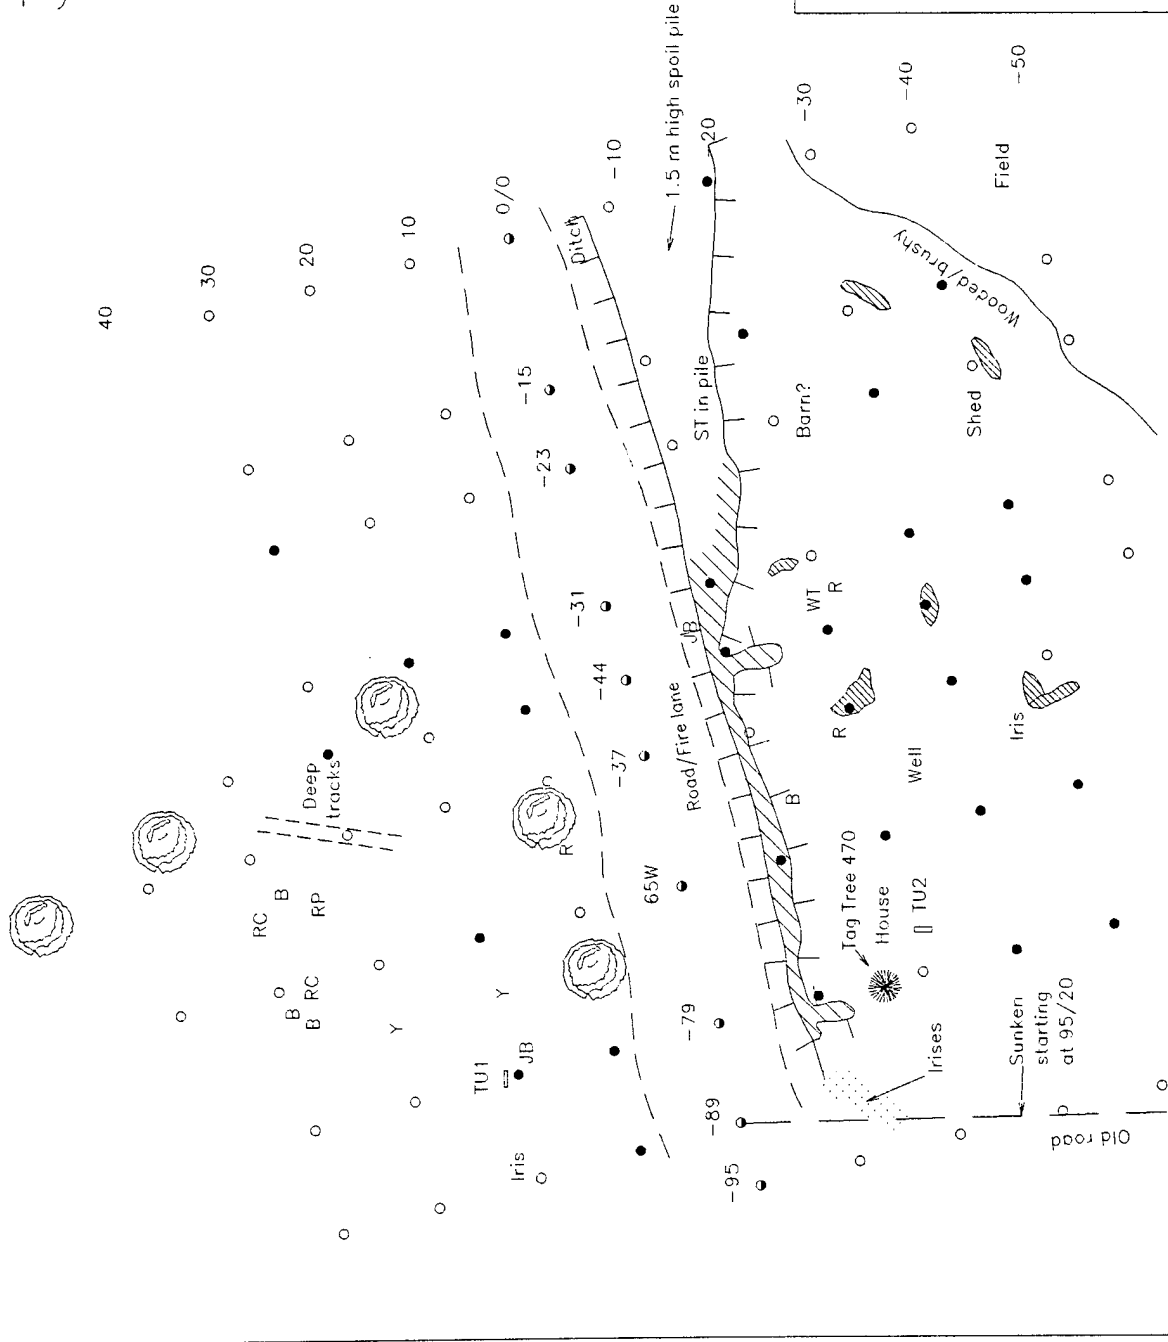 40
30
20
10
0/0
-10
1.5 m high spoil pile
-20
-30
-40
-50
Field
Wooded/brushy
Ditch
-15
-23
-31
-44
-37
65W
-79
-89
-95
ST in pile
Barn?
Shed
JB
Road/Fire lane
WT
R
R
Well
Iris
B
Deep
tracks
R
RC
B
RP
B
RC
B
Y
Y
TU1
JB
Iris
Tag Tree 470
House
TU2
Irises
Sunken
starting
at 95/20
Old road